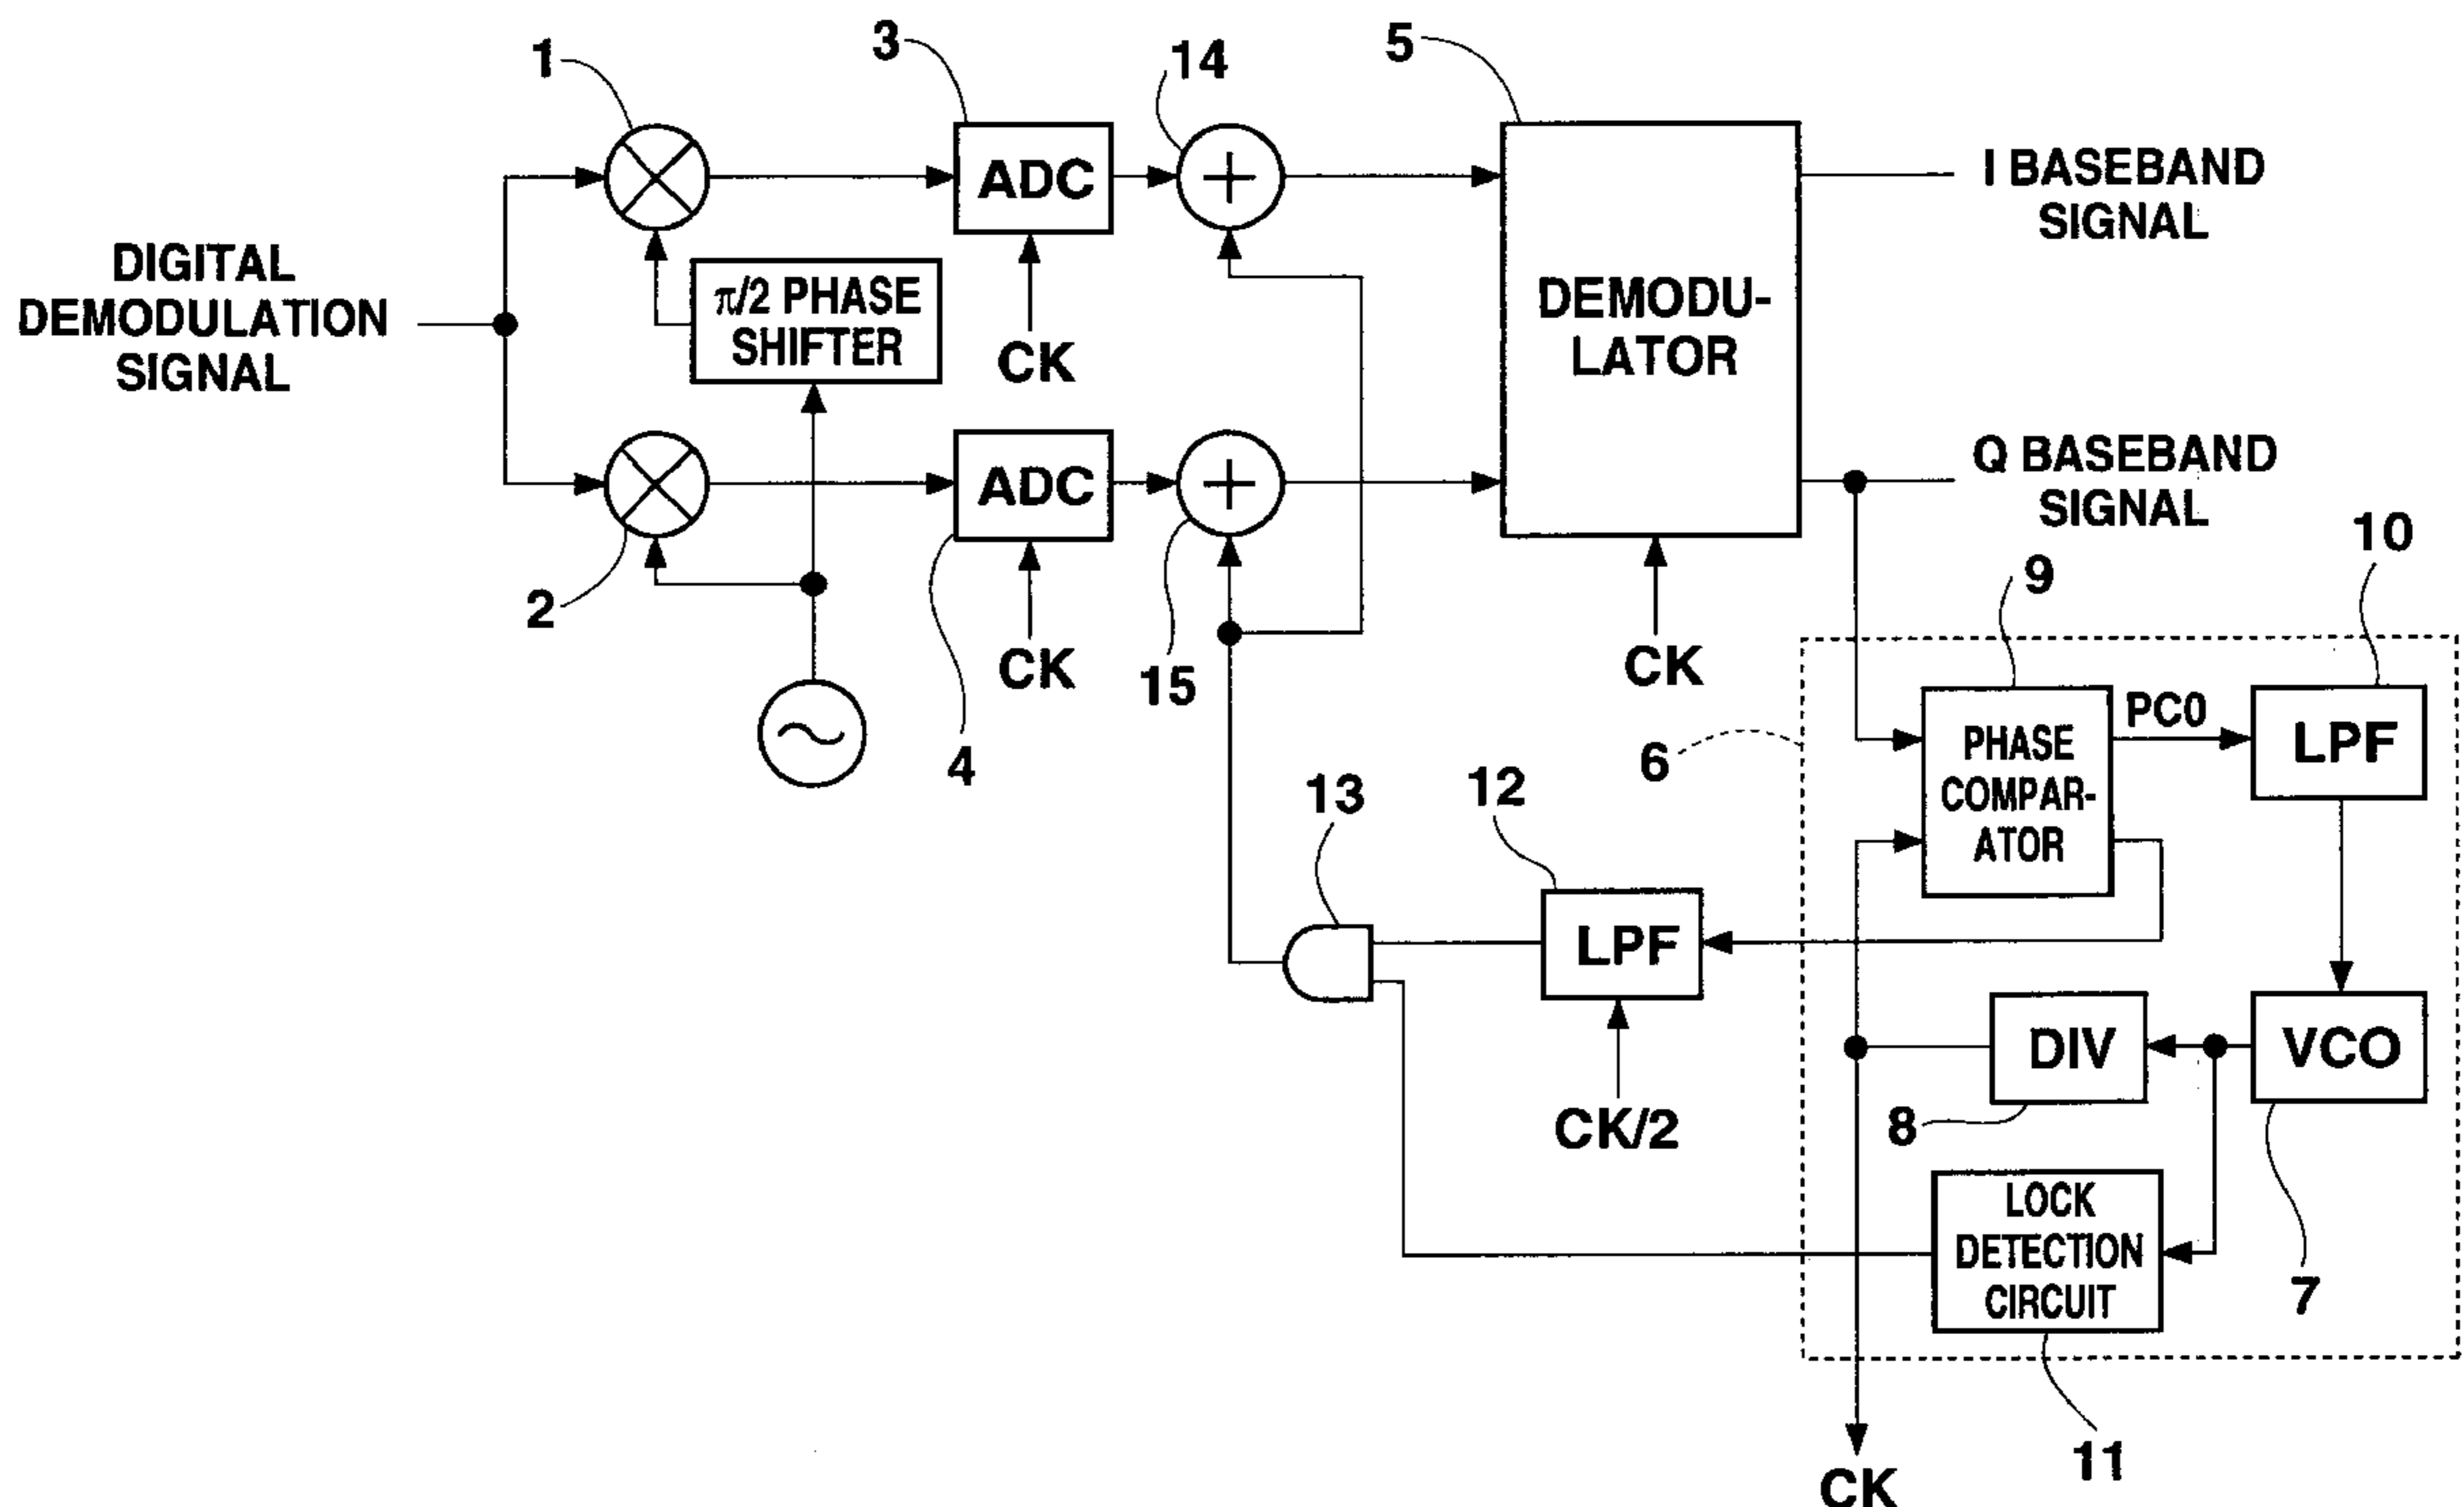 1
3
14
5
ADC
I BASEBAND
SIGNAL
DIGITAL
DEMODULATION
SIGNAL
π/2 PHASE
SHIFTER
CK
DEMODU-
LATOR
ADC
Q BASEBAND
SIGNAL
2
CK
4
15
CK
9
10
6
PHASE
COMPAR-
ATOR
PC0
LPF
13
12
LPF
CK/2
DIV
VCO
8
7
LOCK
DETECTION
CIRCUIT
11
CK